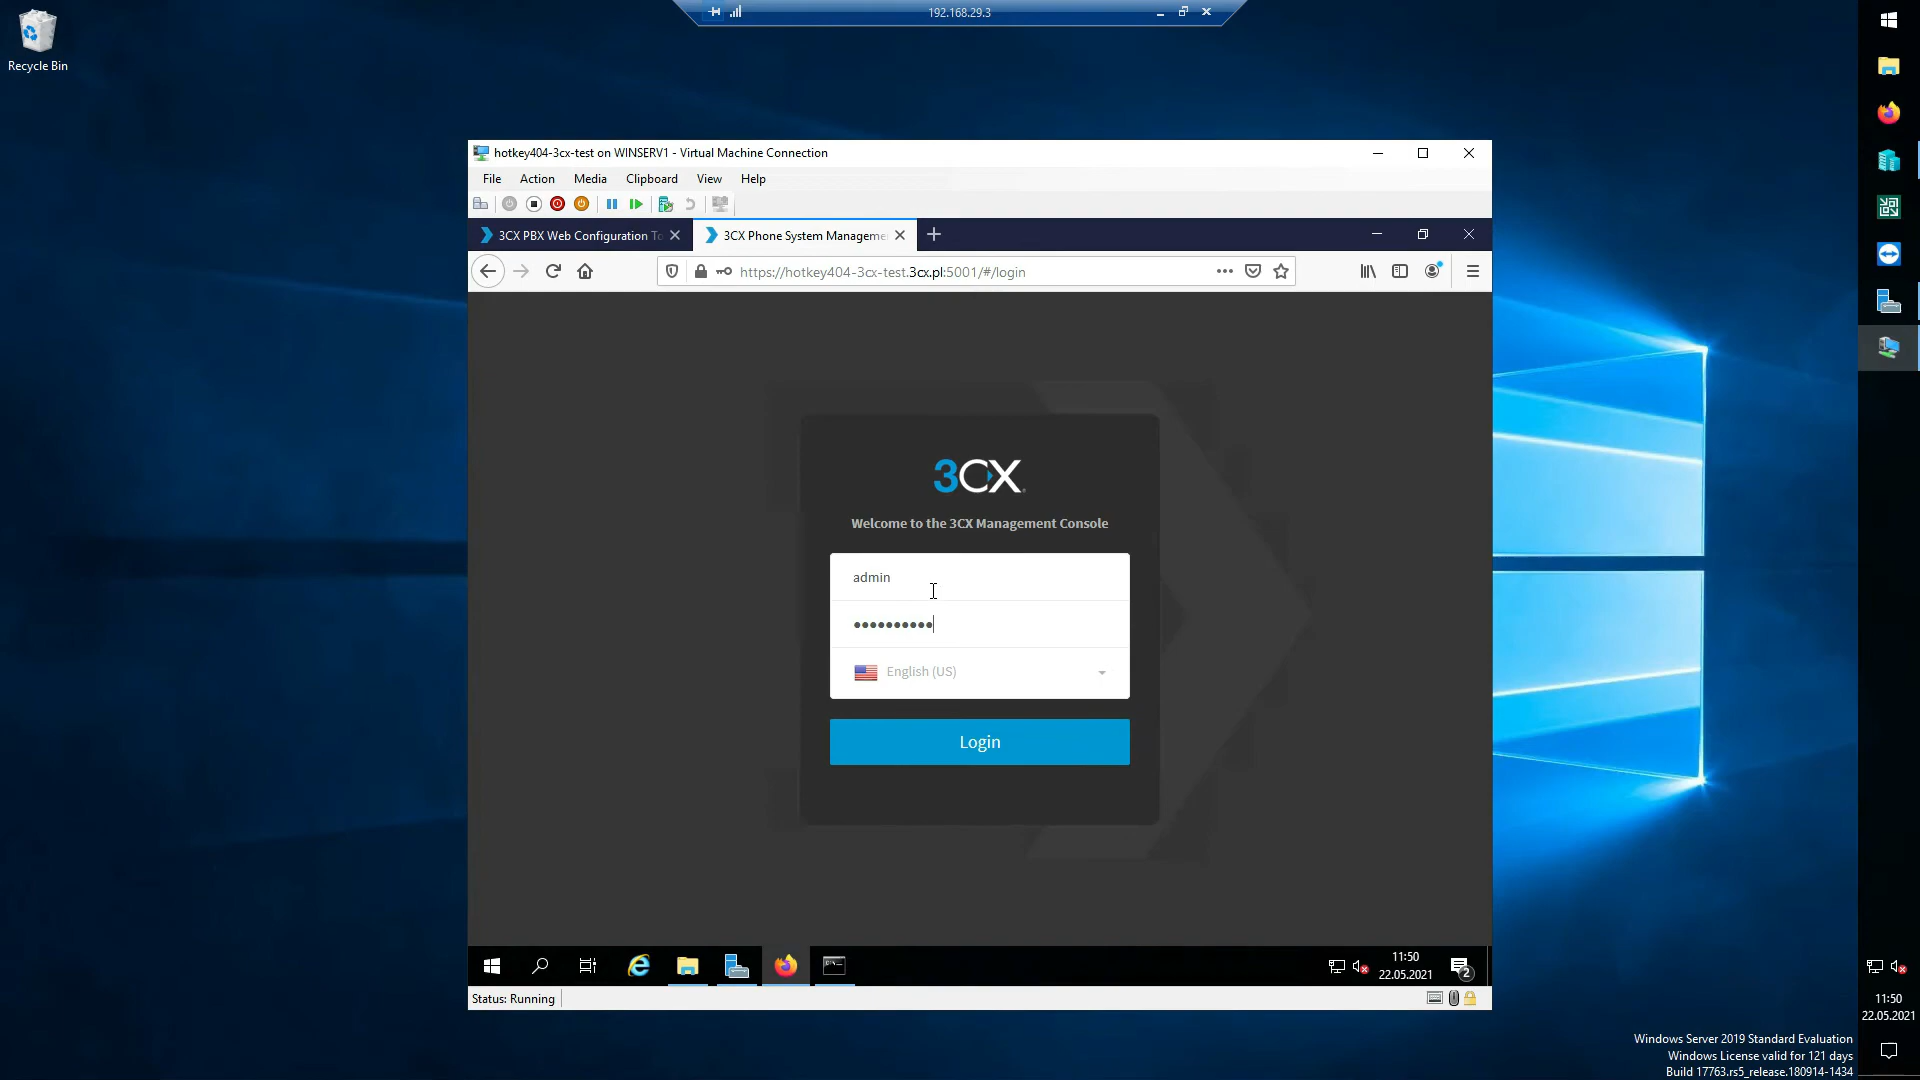 Recycle Bin
192.168.29.3
hotkey404-3cx-test on WINSERV1 - Virtual Machine Connection
File Action Media Clipboard View Help
3CX PBX Web Configuration To
3CX Phone System Manageme
https://hotkey404-3cx-test.3cx.pl:5001/#/login
3CX
Welcome to the 3CX Management Console
admin
••••••••••
English (US)
Login
11:50
22.05.2021
2
Status: Running
11:50
22.05.2021
Windows Server 2019 Standard Evaluation
Windows License valid for 121 days
Build 17763.rs5_release.180914-1434